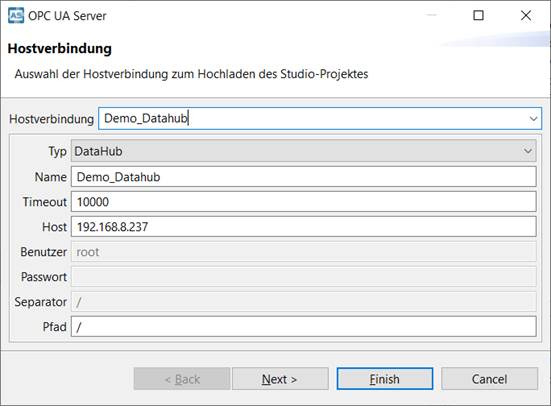 OPC UA Server
Hostverbindung
Auswahl der Hostverbindung zum Hochladen des Studio-Projektes
Hostverbindung Demo_Datahub
Typ DataHub
Name Demo_Datahub
Timeout 10000
Host 192.168.8.237
Benutzer root
Passwort
Separator /
Pfad /
< Back Next > Finish Cancel